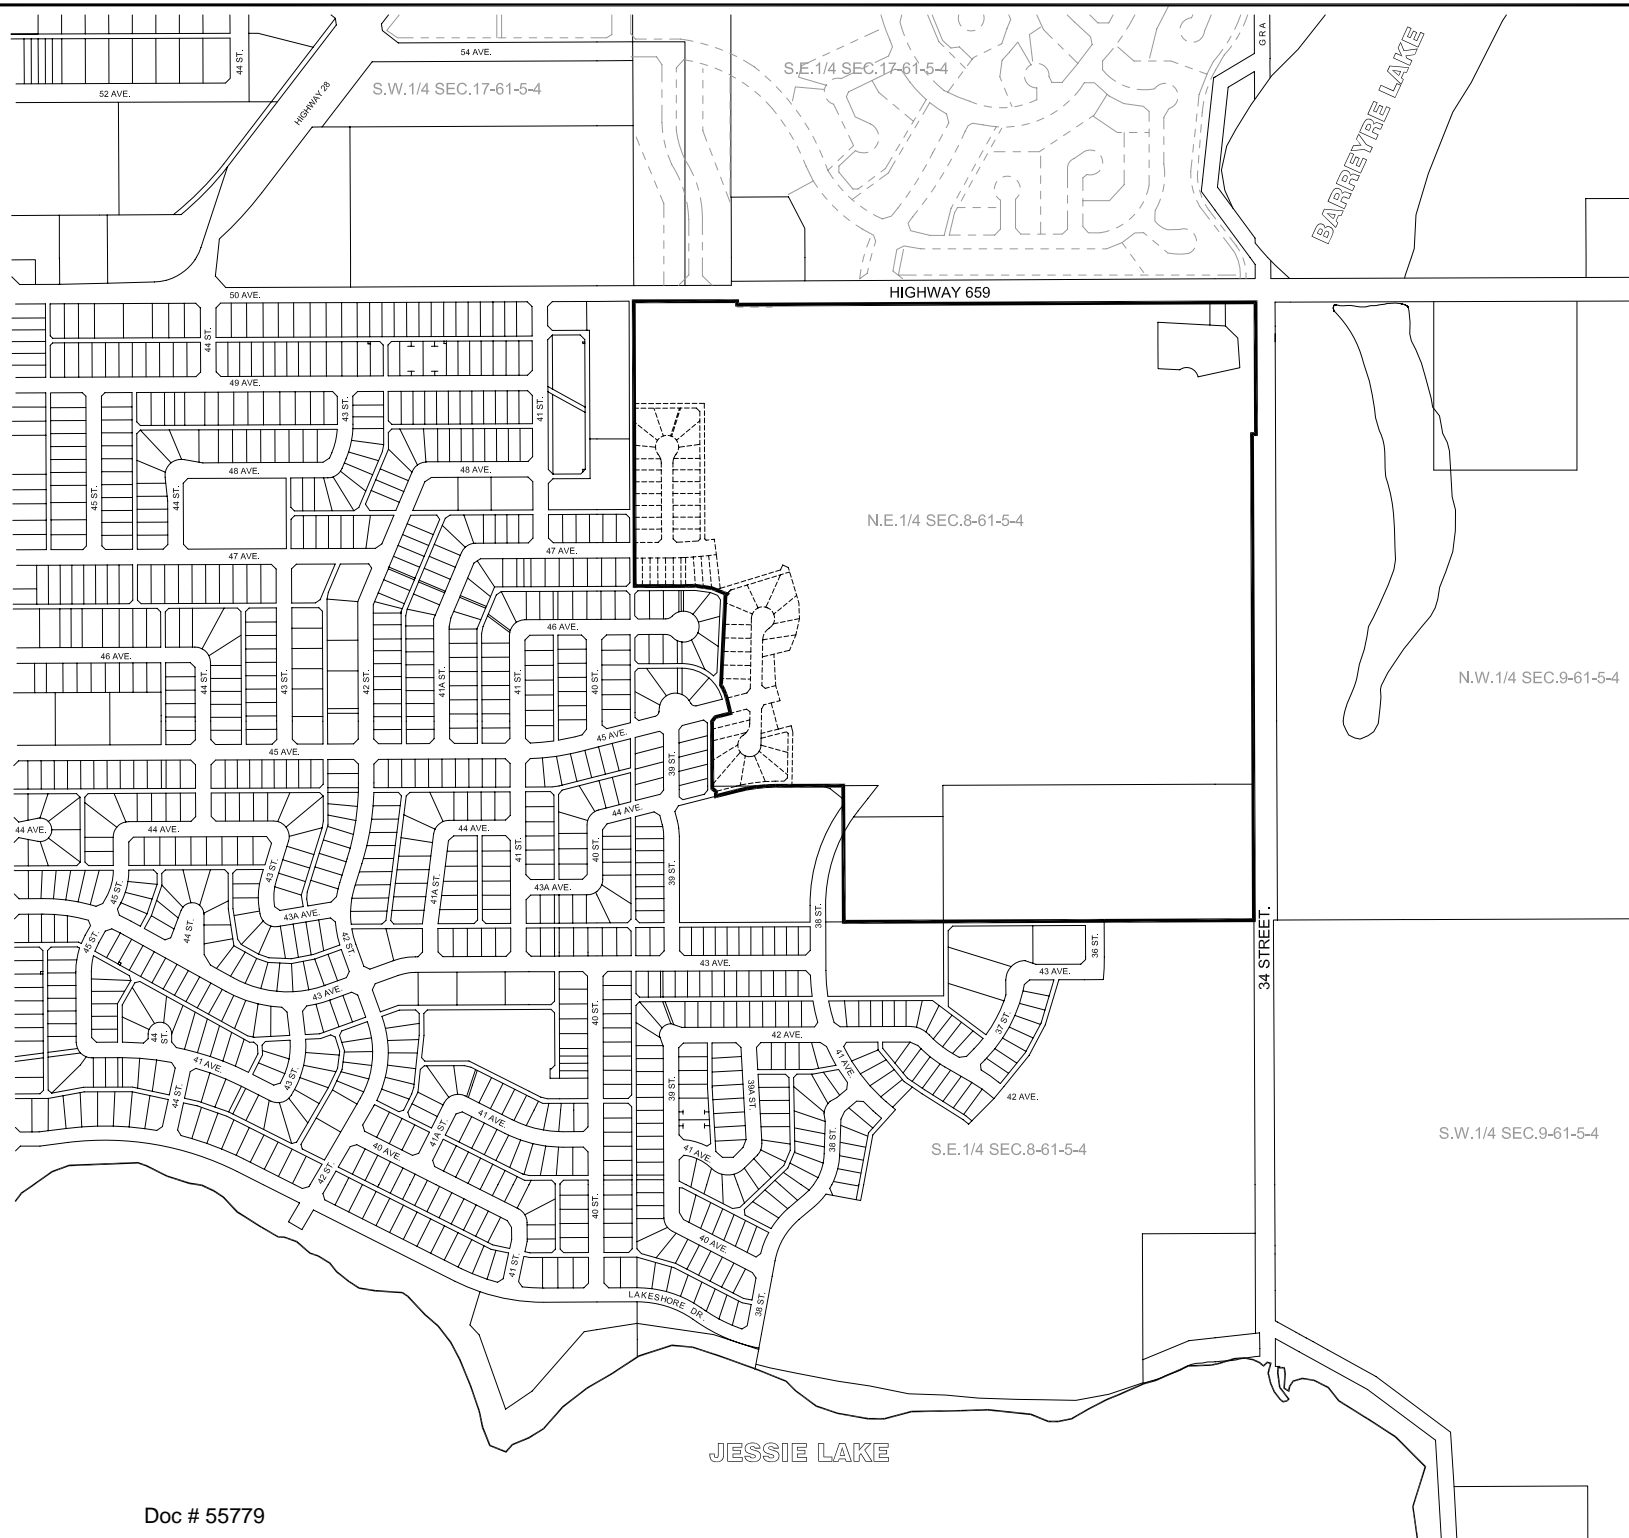 54 AVE.
44 ST.
52 AVE.
HIGHWAY 28
S.W.1/4 SEC.17-61-5-4
S.E.1/4 SEC.17-61-5-4
GRA
BARREYRE LAKE
50 AVE.
HIGHWAY 659
44 ST.
49 AVE.
43 ST.
41 ST.
48 AVE.
48 AVE.
45 ST.
44 ST.
N.E.1/4 SEC.8-61-5-4
47 AVE.
47 AVE.
46 AVE.
46 AVE.
44 ST.
43 ST.
42 ST.
41A ST.
41 ST.
40 ST.
N.W.1/4 SEC.9-61-5-4
45 AVE.
45 AVE.
39 ST.
44 AVE.
44 AVE.
44 AVE.
44 AVE.
43 ST.
41 ST.
40 ST.
39 ST.
45 ST.
41A ST.
43A AVE.
43A AVE.
44 ST.
38 ST.
45 ST.
42 ST.
36 ST.
34 STREET.
43 AVE.
43 AVE.
43 AVE.
40 ST.
37 ST.
44
ST.
42 AVE.
41 AVE.
41 AVE.
43 ST.
44 ST.
39 ST.
39A ST.
42 AVE.
41 AVE.
41A ST.
38 ST.
S.W.1/4 SEC.9-61-5-4
40 AVE.
41 AVE.
S.E.1/4 SEC.8-61-5-4
42 ST.
40 ST.
40 AVE.
41 ST.
LAKESHORE DR.
38 ST.
JESSIE LAKE
Doc # 55779